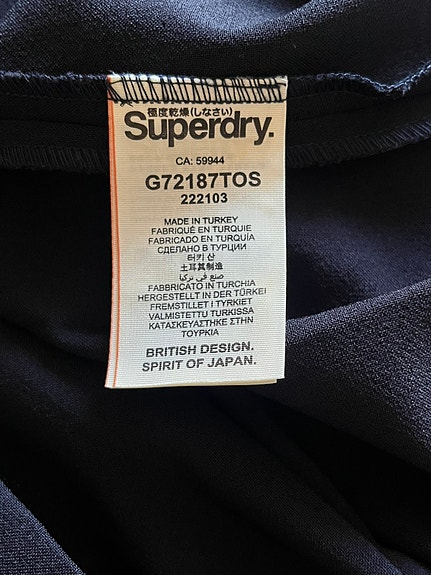 極度乾燥(しなさい)
Superdry.
CA: 59944
G72187TOS
222103
MADE IN TURKEY
FABRIQUÉ EN TURQUIE
FABRICADO EN TURQUÍA
СДЕЛАНО В ТУРЦИИ
터키 산
土耳其制造
صنع في تركيا
FABBRICATO IN TURCHIA
HERGESTELLT IN DER TÜRKEI
FREMSTILLET I TYRKIET
VALMISTETTU TURKISSA
ΚΑΤΑΣΚΕΥΑΣΤΗΚΕ ΣΤΗΝ
ΤΟΥΡΚΙΑ
BRITISH DESIGN.
SPIRIT OF JAPAN.